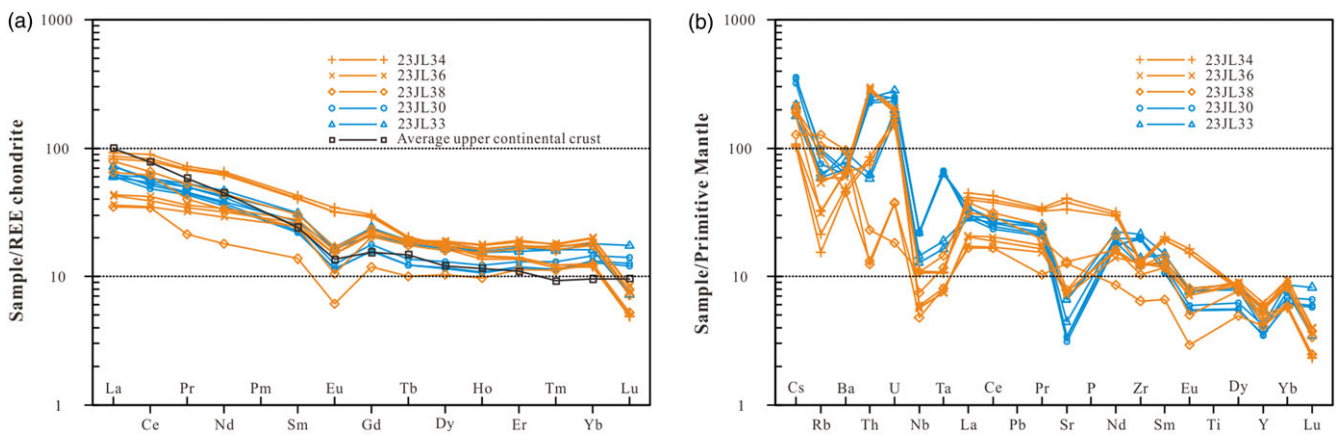 (a)
Sample/REE chondrite
1000
100
10
1
23JL34
23JL36
23JL38
23JL30
23JL33
Average upper continental crust
La Pr Pm Eu Tb Ho Tm Lu
Ce Nd Sm Gd Dy Er Yb
(b)
Sample/Primitive Mantle
1000
100
10
1
23JL34
23JL36
23JL38
23JL30
23JL33
Cs Ba U Ta Ce Pr P Zr Eu Dy Yb
Rb Th Nb La Pb Sr Nd Sm Ti Y Lu